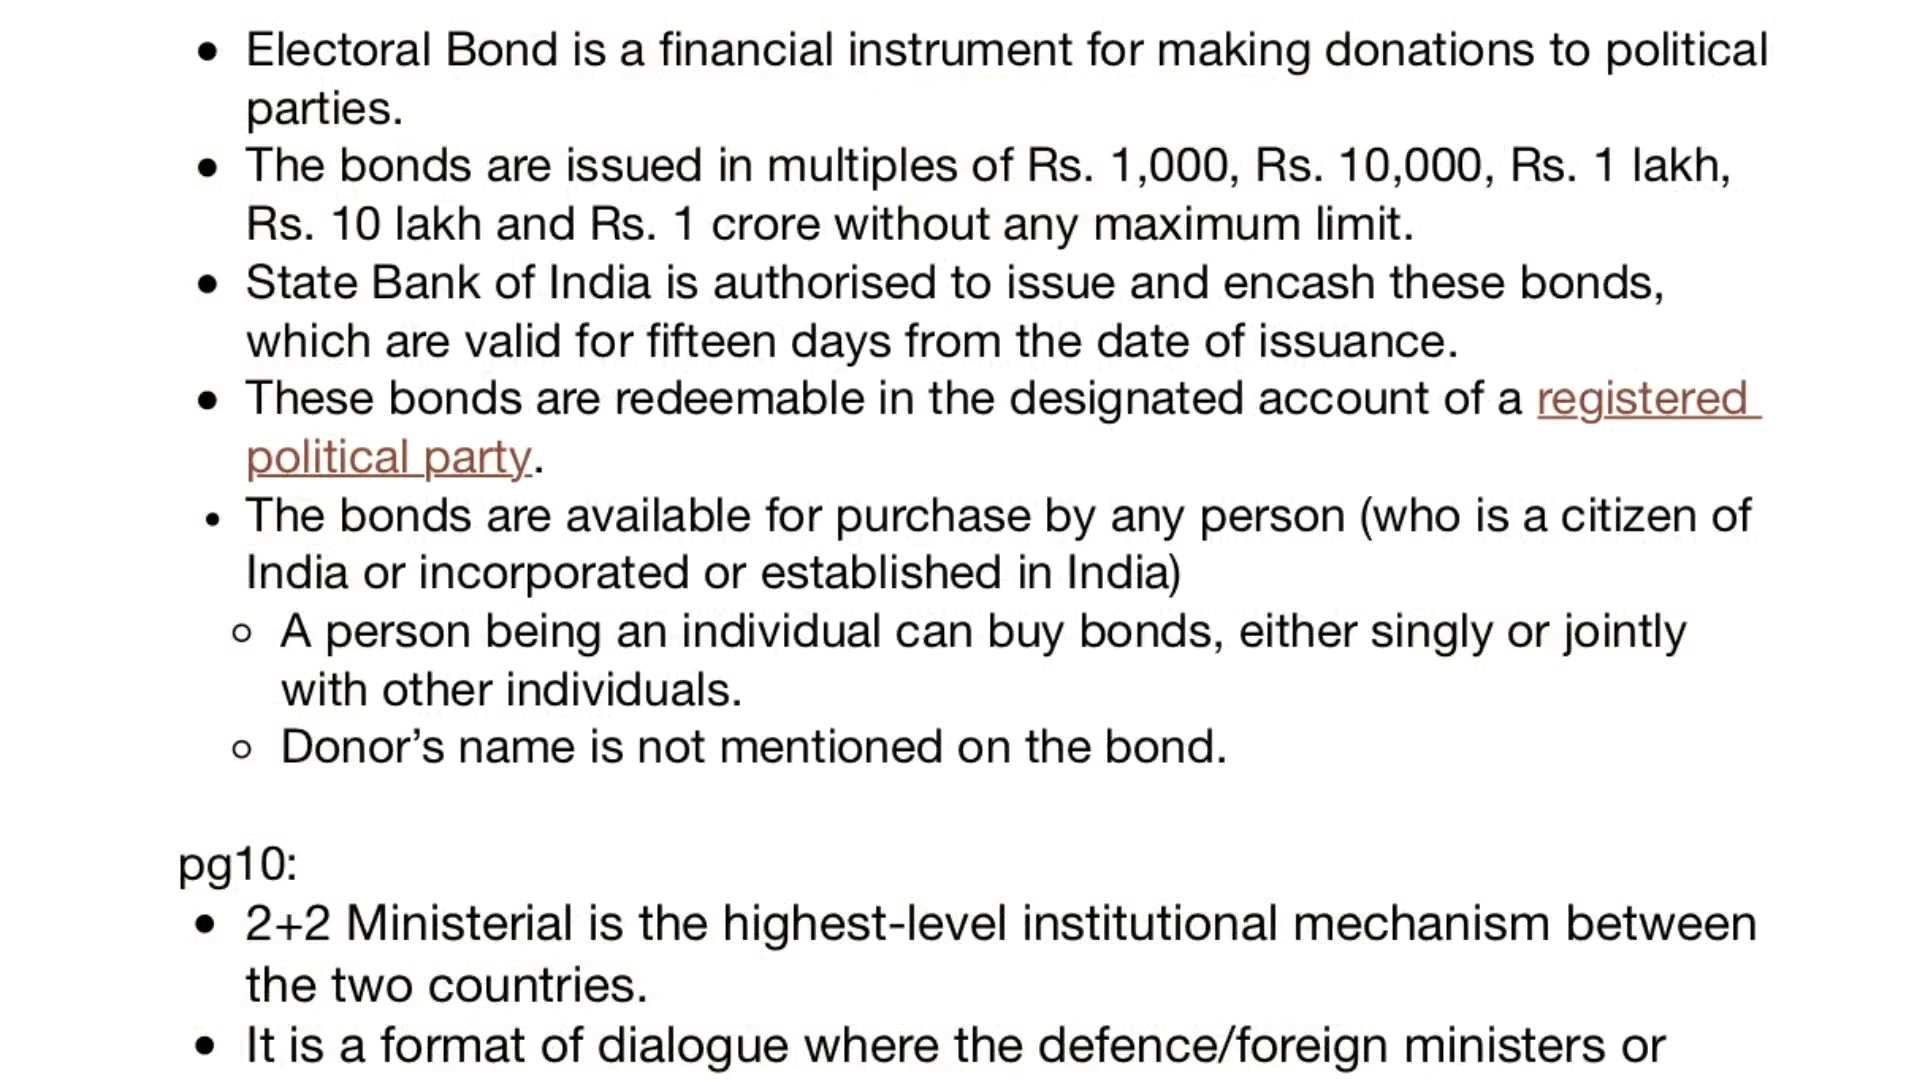 • Electoral Bond is a financial instrument for making donations to political
parties.
• The bonds are issued in multiples of Rs. 1,000, Rs. 10,000, Rs. 1 lakh,
Rs. 10 lakh and Rs. 1 crore without any maximum limit.
• State Bank of India is authorised to issue and encash these bonds,
which are valid for fifteen days from the date of issuance.
• These bonds are redeemable in the designated account of a registered
political party.
• The bonds are available for purchase by any person (who is a citizen of
India or incorporated or established in India)
◦ A person being an individual can buy bonds, either singly or jointly
with other individuals.
◦ Donor’s name is not mentioned on the bond.
pg10:
• 2+2 Ministerial is the highest-level institutional mechanism between
the two countries.
• It is a format of dialogue where the defence/foreign ministers or